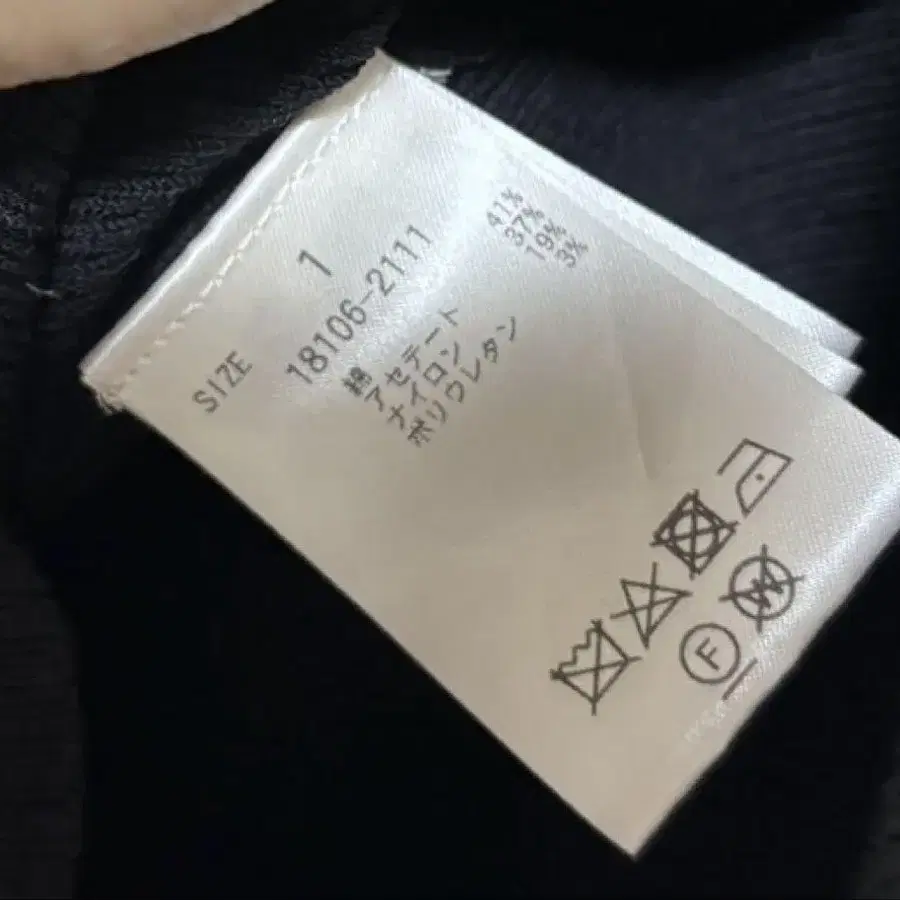 SIZE 1
18106-2111
綿 41%
アセテート 37%
ナイロン 19%
ポリウレタン 3%
W
F